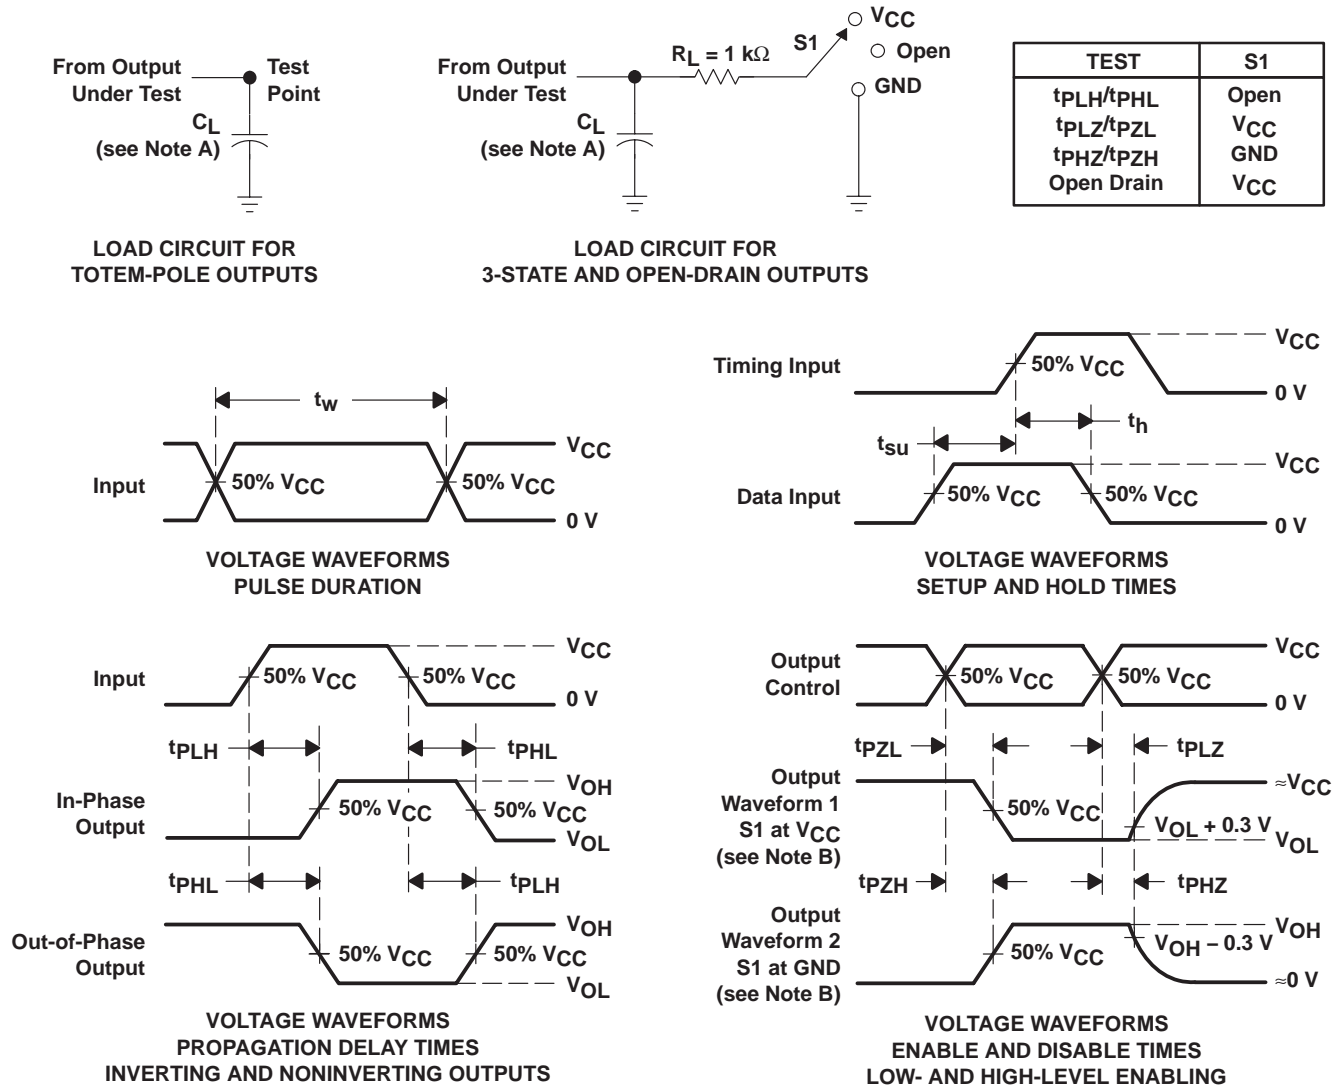 From Output
Under Test
Test
Point
CL
(see Note A)
LOAD CIRCUIT FOR
TOTEM-POLE OUTPUTS
From Output
Under Test
RL = 1 kΩ
S1
VCC
Open
GND
CL
(see Note A)
LOAD CIRCUIT FOR
3-STATE AND OPEN-DRAIN OUTPUTS
TEST S1
tPLH/tPHL Open
tPLZ/tPZL VCC
tPHZ/tPZH GND
Open Drain VCC
tw
Input
50% VCC
50% VCC
VCC
0 V
VOLTAGE WAVEFORMS
PULSE DURATION
Timing Input
50% VCC
VCC
0 V
th
tsu
Data Input
50% VCC
50% VCC
VCC
0 V
VOLTAGE WAVEFORMS
SETUP AND HOLD TIMES
Input
50% VCC
50% VCC
VCC
0 V
tPLH
tPHL
In-Phase
Output
50% VCC
50% VCC
VOH
VOL
tPHL
tPLH
Out-of-Phase
Output
50% VCC
50% VCC
VOH
VOL
VOLTAGE WAVEFORMS
PROPAGATION DELAY TIMES
INVERTING AND NONINVERTING OUTPUTS
Output
Control
50% VCC
50% VCC
VCC
0 V
tPZL
tPLZ
Output
Waveform 1
S1 at VCC
(see Note B)
50% VCC
≈VCC
VOL + 0.3 V
VOL
tPZH
tPHZ
Output
Waveform 2
S1 at GND
(see Note B)
50% VCC
VOH
VOH − 0.3 V
≈0 V
VOLTAGE WAVEFORMS
ENABLE AND DISABLE TIMES
LOW- AND HIGH-LEVEL ENABLING